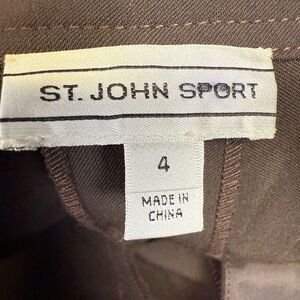 ST. JOHN SPORT
4
MADE IN
CHINA